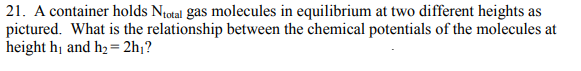 21. A container holds Ntotal gas molecules in equilibrium at two different heights as
pictured. What is the relationship between the chemical potentials of the molecules at
height h₁ and h₂ = 2h₁?